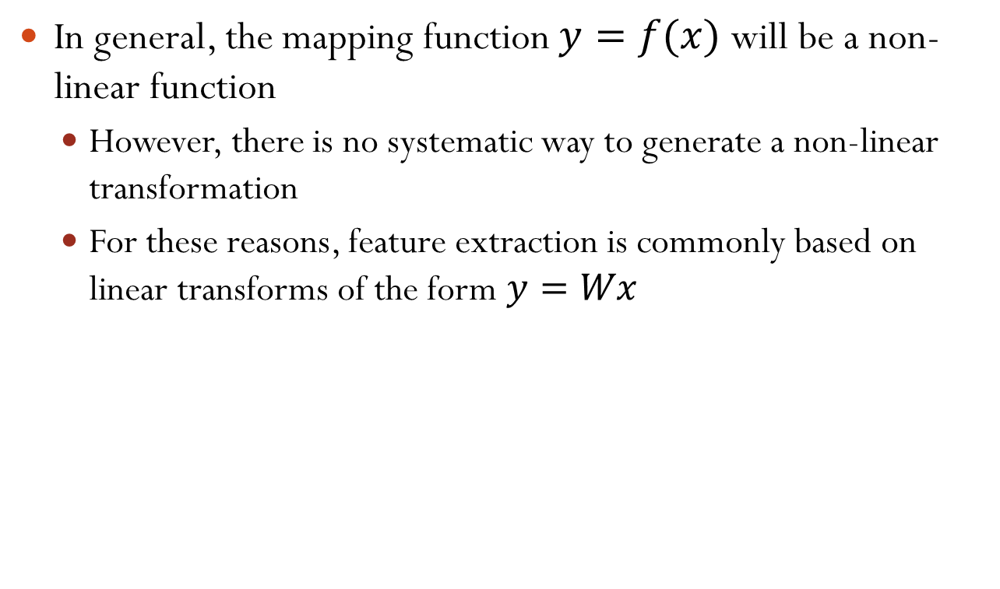 • In general, the mapping function y = f(x) will be a non-
linear function
• However, there is no systematic way to generate a non-linear
transformation
• For these reasons, feature extraction is commonly based on
linear transforms of the form y = Wx